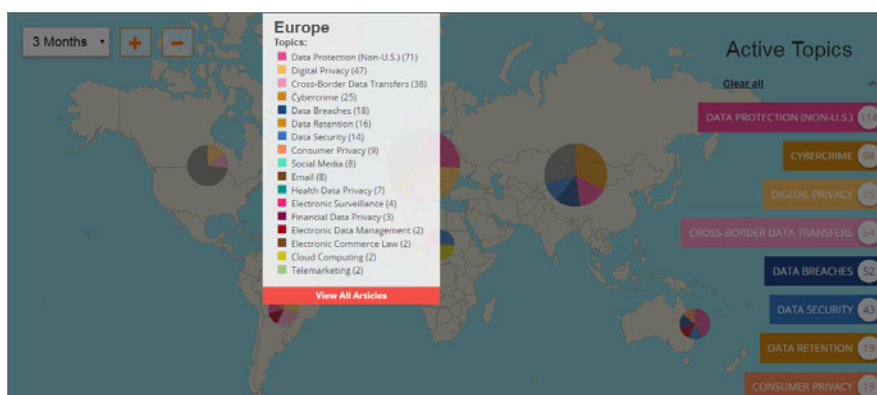 3 Months
+
−
Europe
Topics:
Data Protection (Non-U.S.) (71)
Digital Privacy (47)
Cross-Border Data Transfers (38)
Cybercrime (25)
Data Breaches (18)
Data Retention (16)
Data Security (14)
Consumer Privacy (9)
Social Media (8)
Email (8)
Health Data Privacy (7)
Electronic Surveillance (4)
Financial Data Privacy (3)
Electronic Data Management (2)
Electronic Commerce Law (2)
Cloud Computing (2)
Telemarketing (2)
View All Articles
Active Topics
Clear all
DATA PROTECTION (NON-U.S.) 114
CYBERCRIME 98
DIGITAL PRIVACY 75
CROSS-BORDER DATA TRANSFERS 54
DATA BREACHES 52
DATA SECURITY 43
DATA RETENTION 19
CONSUMER PRIVACY 19